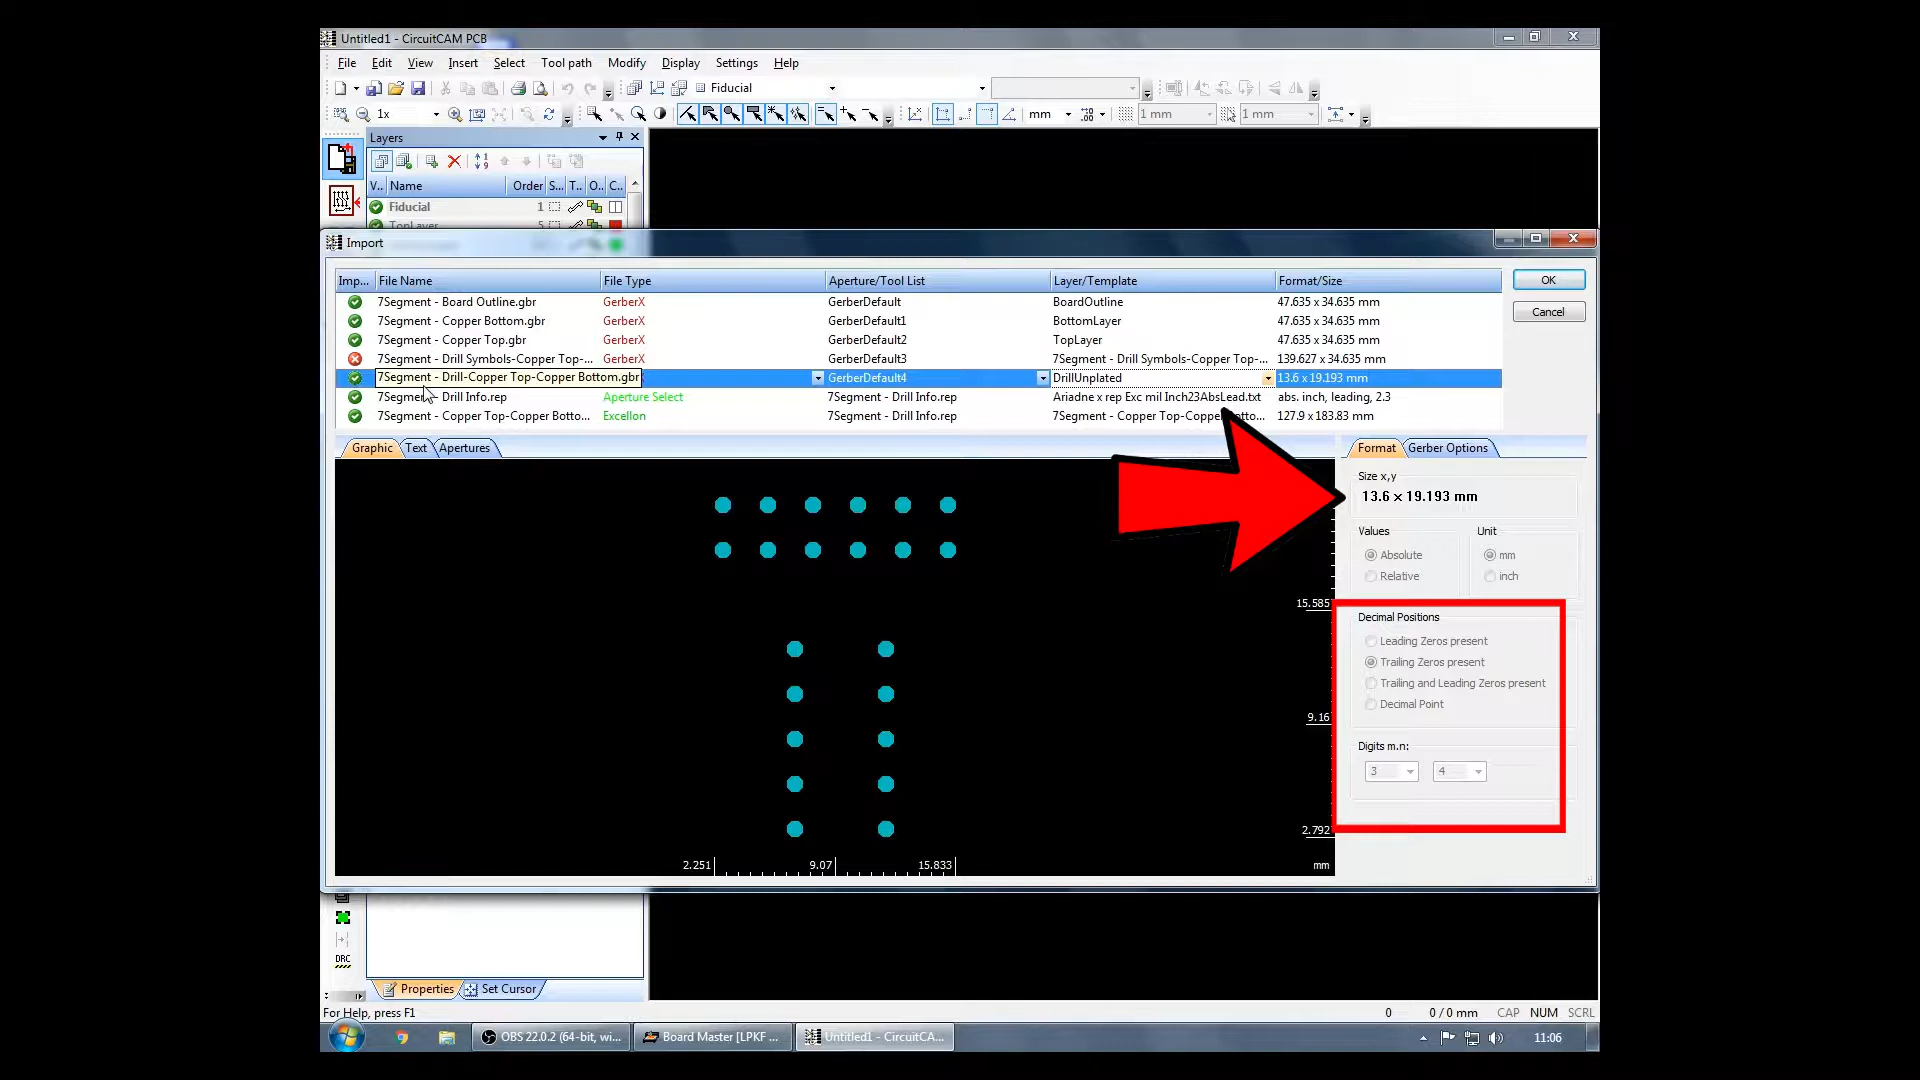 Untitled1 - CircuitCAM PCB
File Edit View Insert Select Tool path Modify Display Settings Help
Fiducial
1x mm 1 mm 1 mm
Layers
V.. Name Order S... T.. O.. C..
Fiducial 1
TopLayer 5
Import
Imp... File Name File Type Aperture/Tool List Layer/Template Format/Size
7Segment - Board Outline.gbr GerberX GerberDefault BoardOutline 47.635 x 34.635 mm
7Segment - Copper Bottom.gbr GerberX GerberDefault1 BottomLayer 47.635 x 34.635 mm
7Segment - Copper Top.gbr GerberX GerberDefault2 TopLayer 47.635 x 34.635 mm
7Segment - Drill Symbols-Copper Top-... GerberX GerberDefault3 7Segment - Drill Symbols-Copper Top-... 139.627 x 34.635 mm
7Segment - Drill-Copper Top-Copper Bottom.gbr GerberDefault4 DrillUnplated 13.6 x 19.193 mm
7Segment - Drill Info.rep Aperture Select 7Segment - Drill Info.rep Ariadne x rep Exc mil Inch23AbsLead.txt abs. inch, leading, 2.3
7Segment - Copper Top-Copper Botto... Excellon 7Segment - Drill Info.rep 7Segment - Copper Top-Copper Botto... 127.9 x 183.83 mm
OK
Cancel
Graphic Text Apertures
Format Gerber Options
Size x,y
13.6 x 19.193 mm
Values Unit
Absolute mm
Relative inch
15.585
9.16
2.792
2.251 9.07 15.833 mm
Decimal Positions
Leading Zeros present
Trailing Zeros present
Trailing and Leading Zeros present
Decimal Point
Digits m.n:
3 4
DRC
Properties Set Cursor
For Help, press F1 0 0 / 0 mm CAP NUM SCRL
OBS 22.0.2 (64-bit, wi... Board Master [LPKF ... Untitled1 - CircuitCA... 11:06